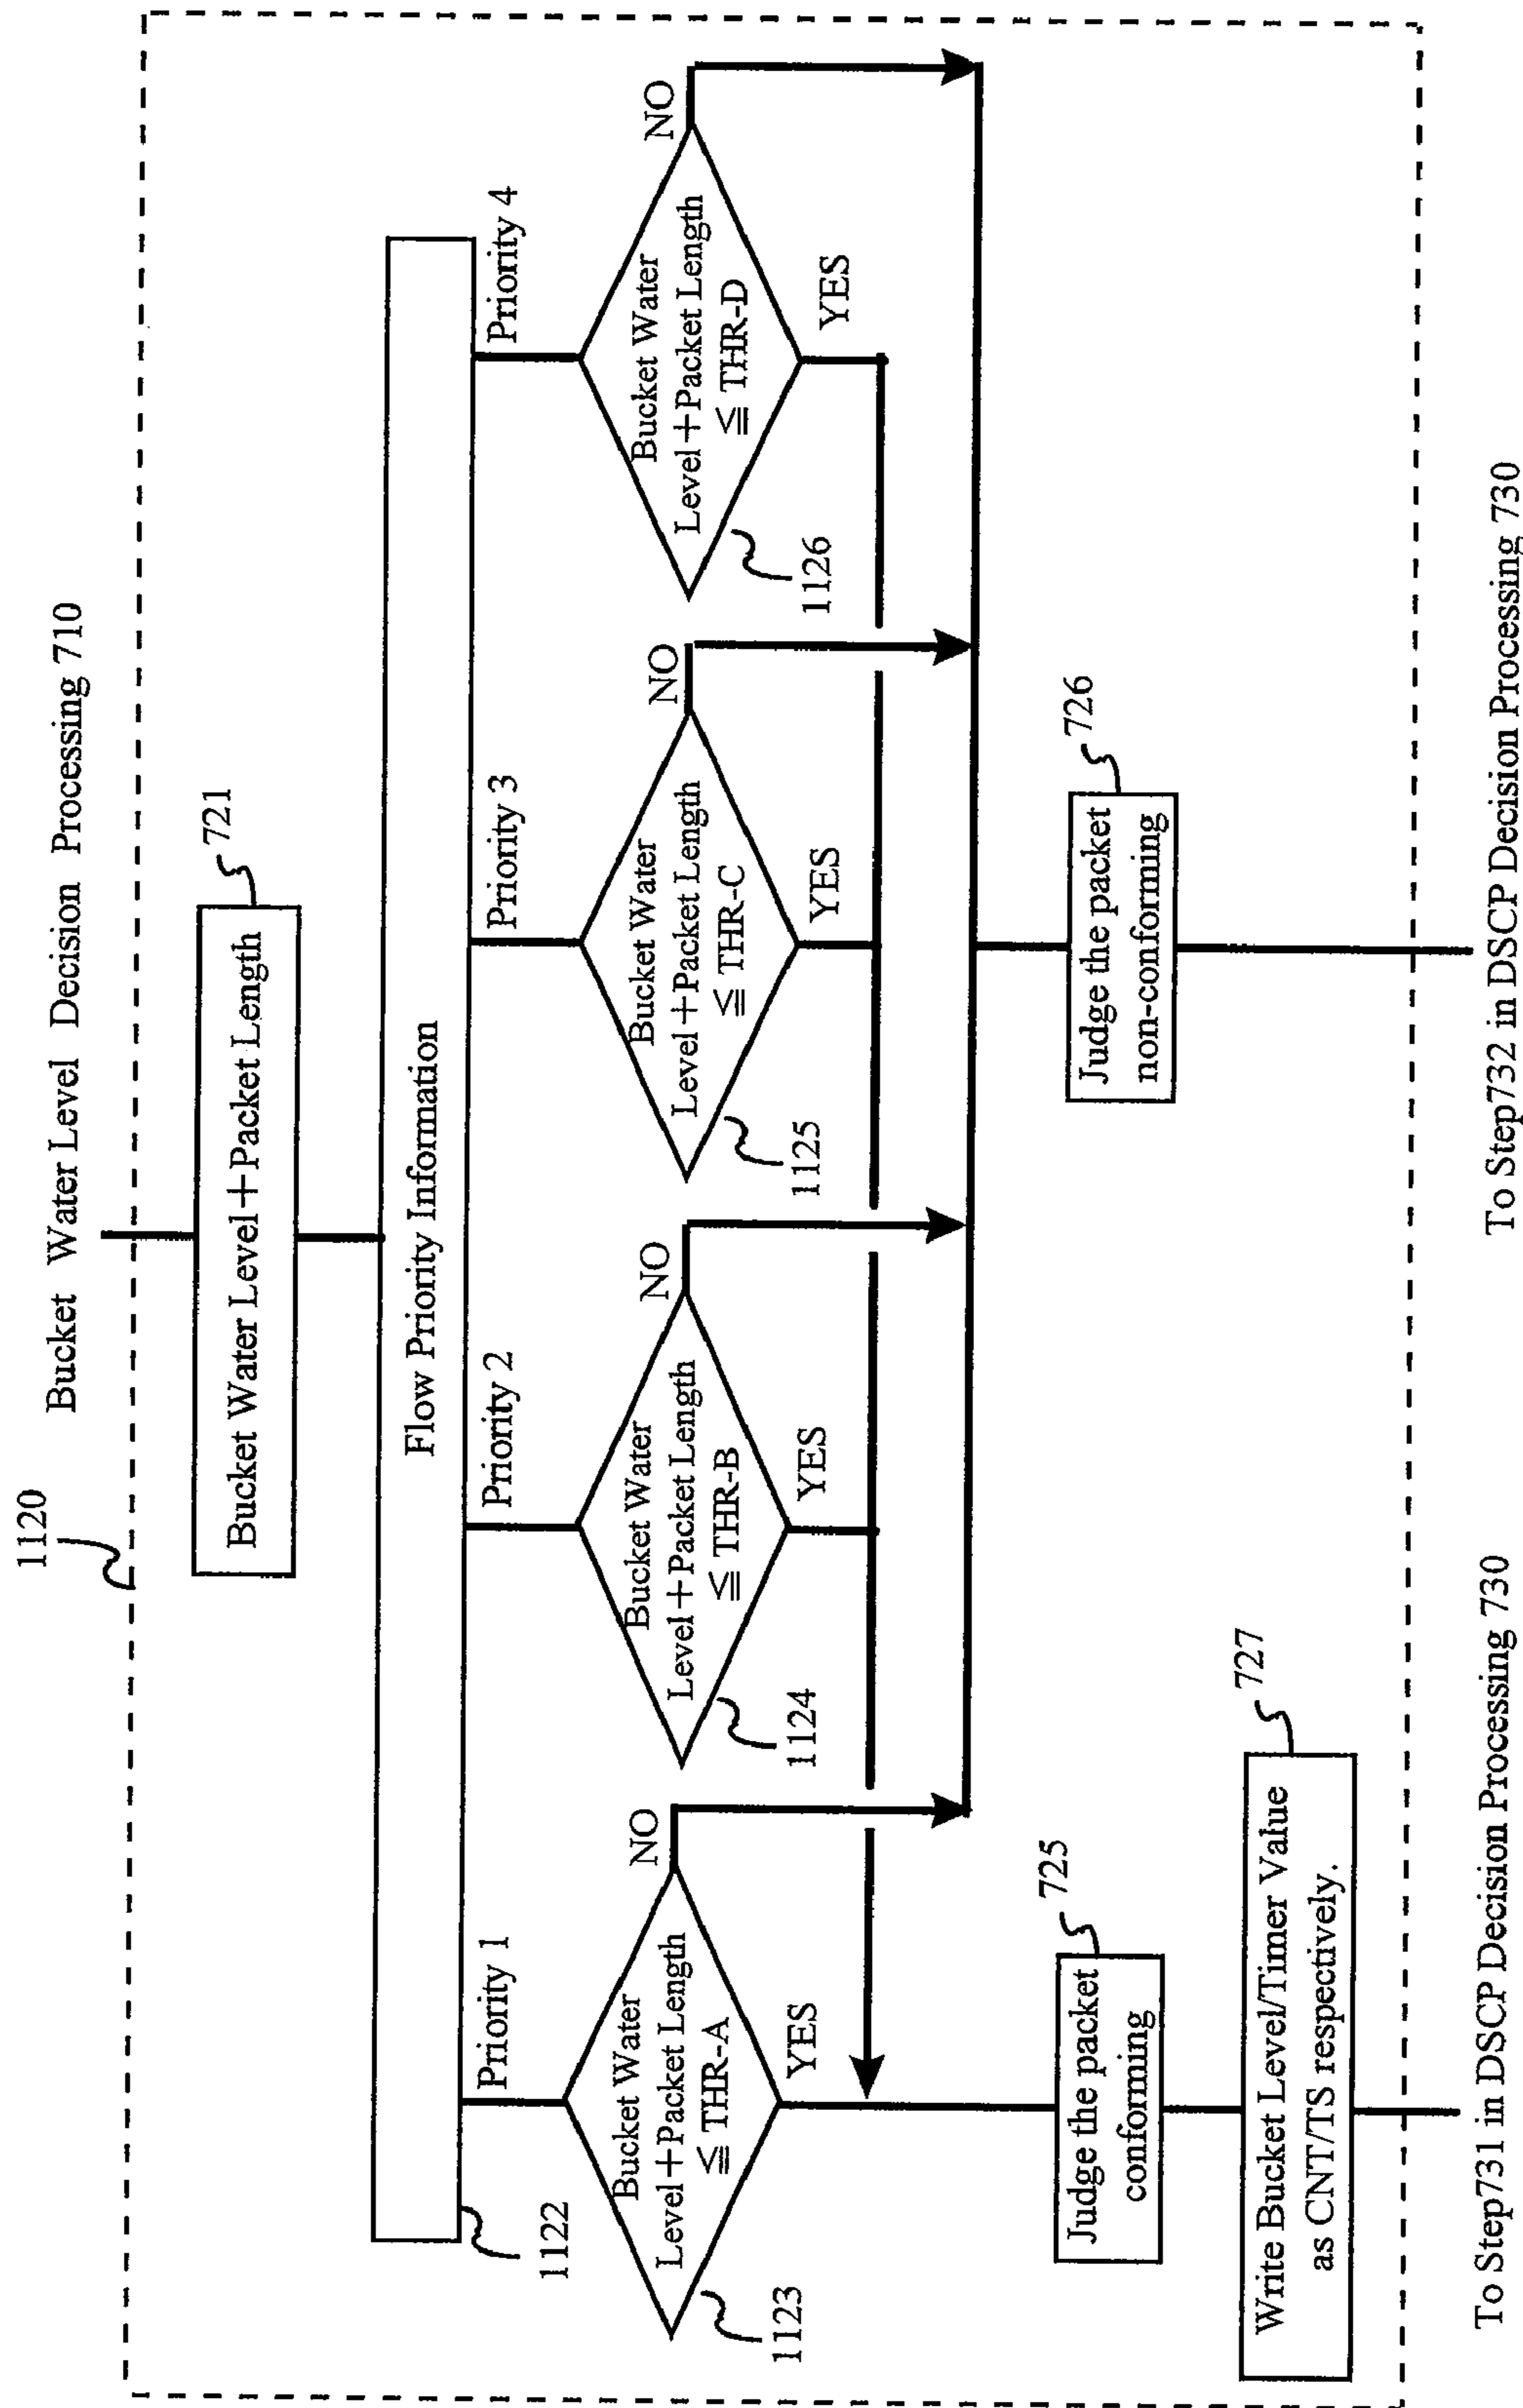 1120
Bucket Water Level Decision Processing 710
721
Bucket Water Level+Packet Length
Flow Priority Information
1122
Priority 1
Priority 2
Priority 3
Priority 4
Bucket Water
Level+Packet Length
≦ THR-A
NO
YES
1123
Bucket Water
Level+Packet Length
≦ THR-B
NO
YES
1124
Bucket Water
Level+Packet Length
≦ THR-C
NO
YES
1125
Bucket Water
Level+Packet Length
≦ THR-D
NO
YES
1126
725
Judge the packet
conforming
726
Judge the packet
non-conforming
727
Write Bucket Level/Timer Value
as CNT/TS respectively.
To Step731 in DSCP Decision Processing 730
To Step732 in DSCP Decision Processing 730